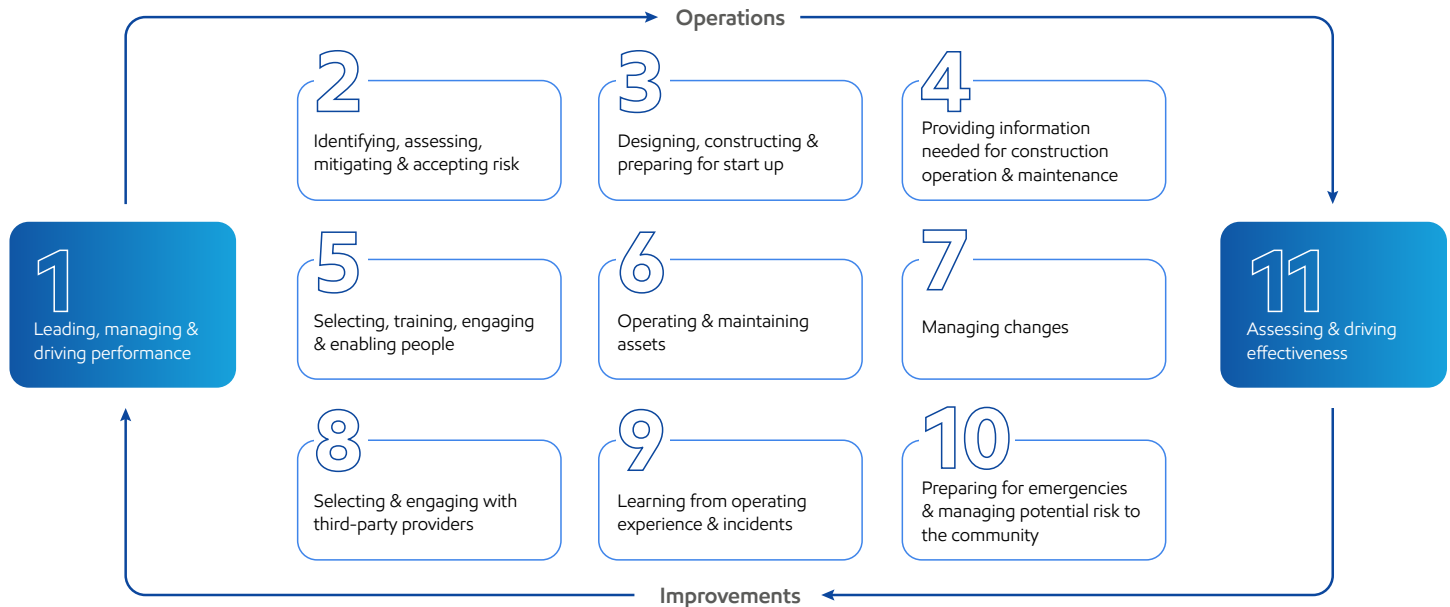 Operations
2
Identifying, assessing,
mitigating & accepting risk
3
Designing, constructing &
preparing for start up
4
Providing information
needed for construction
operation & maintenance
1
Leading, managing &
driving performance
5
Selecting, training, engaging
& enabling people
6
Operating & maintaining
assets
7
Managing changes
11
Assessing & driving
effectiveness
8
Selecting & engaging with
third-party providers
9
Learning from operating
experience & incidents
10
Preparing for emergencies
& managing potential risk to
the community
Improvements